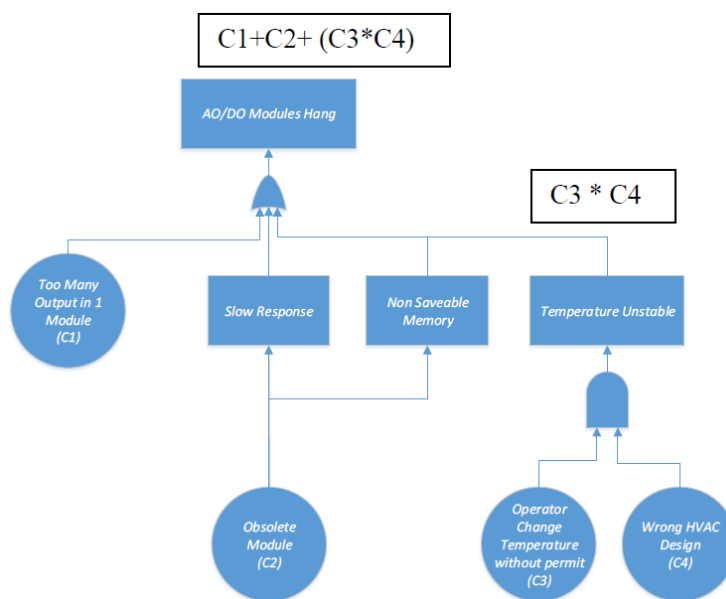 C1+C2+ (C3*C4)
AO/DO Modules Hang
C3 * C4
Too Many
Output in 1
Module
(C1)
Slow Response
Non Saveable
Memory
Temperature Unstable
Obsolete
Module
(C2)
Operator
Change
Temperature
without permit
(C3)
Wrong HVAC
Design
(C4)